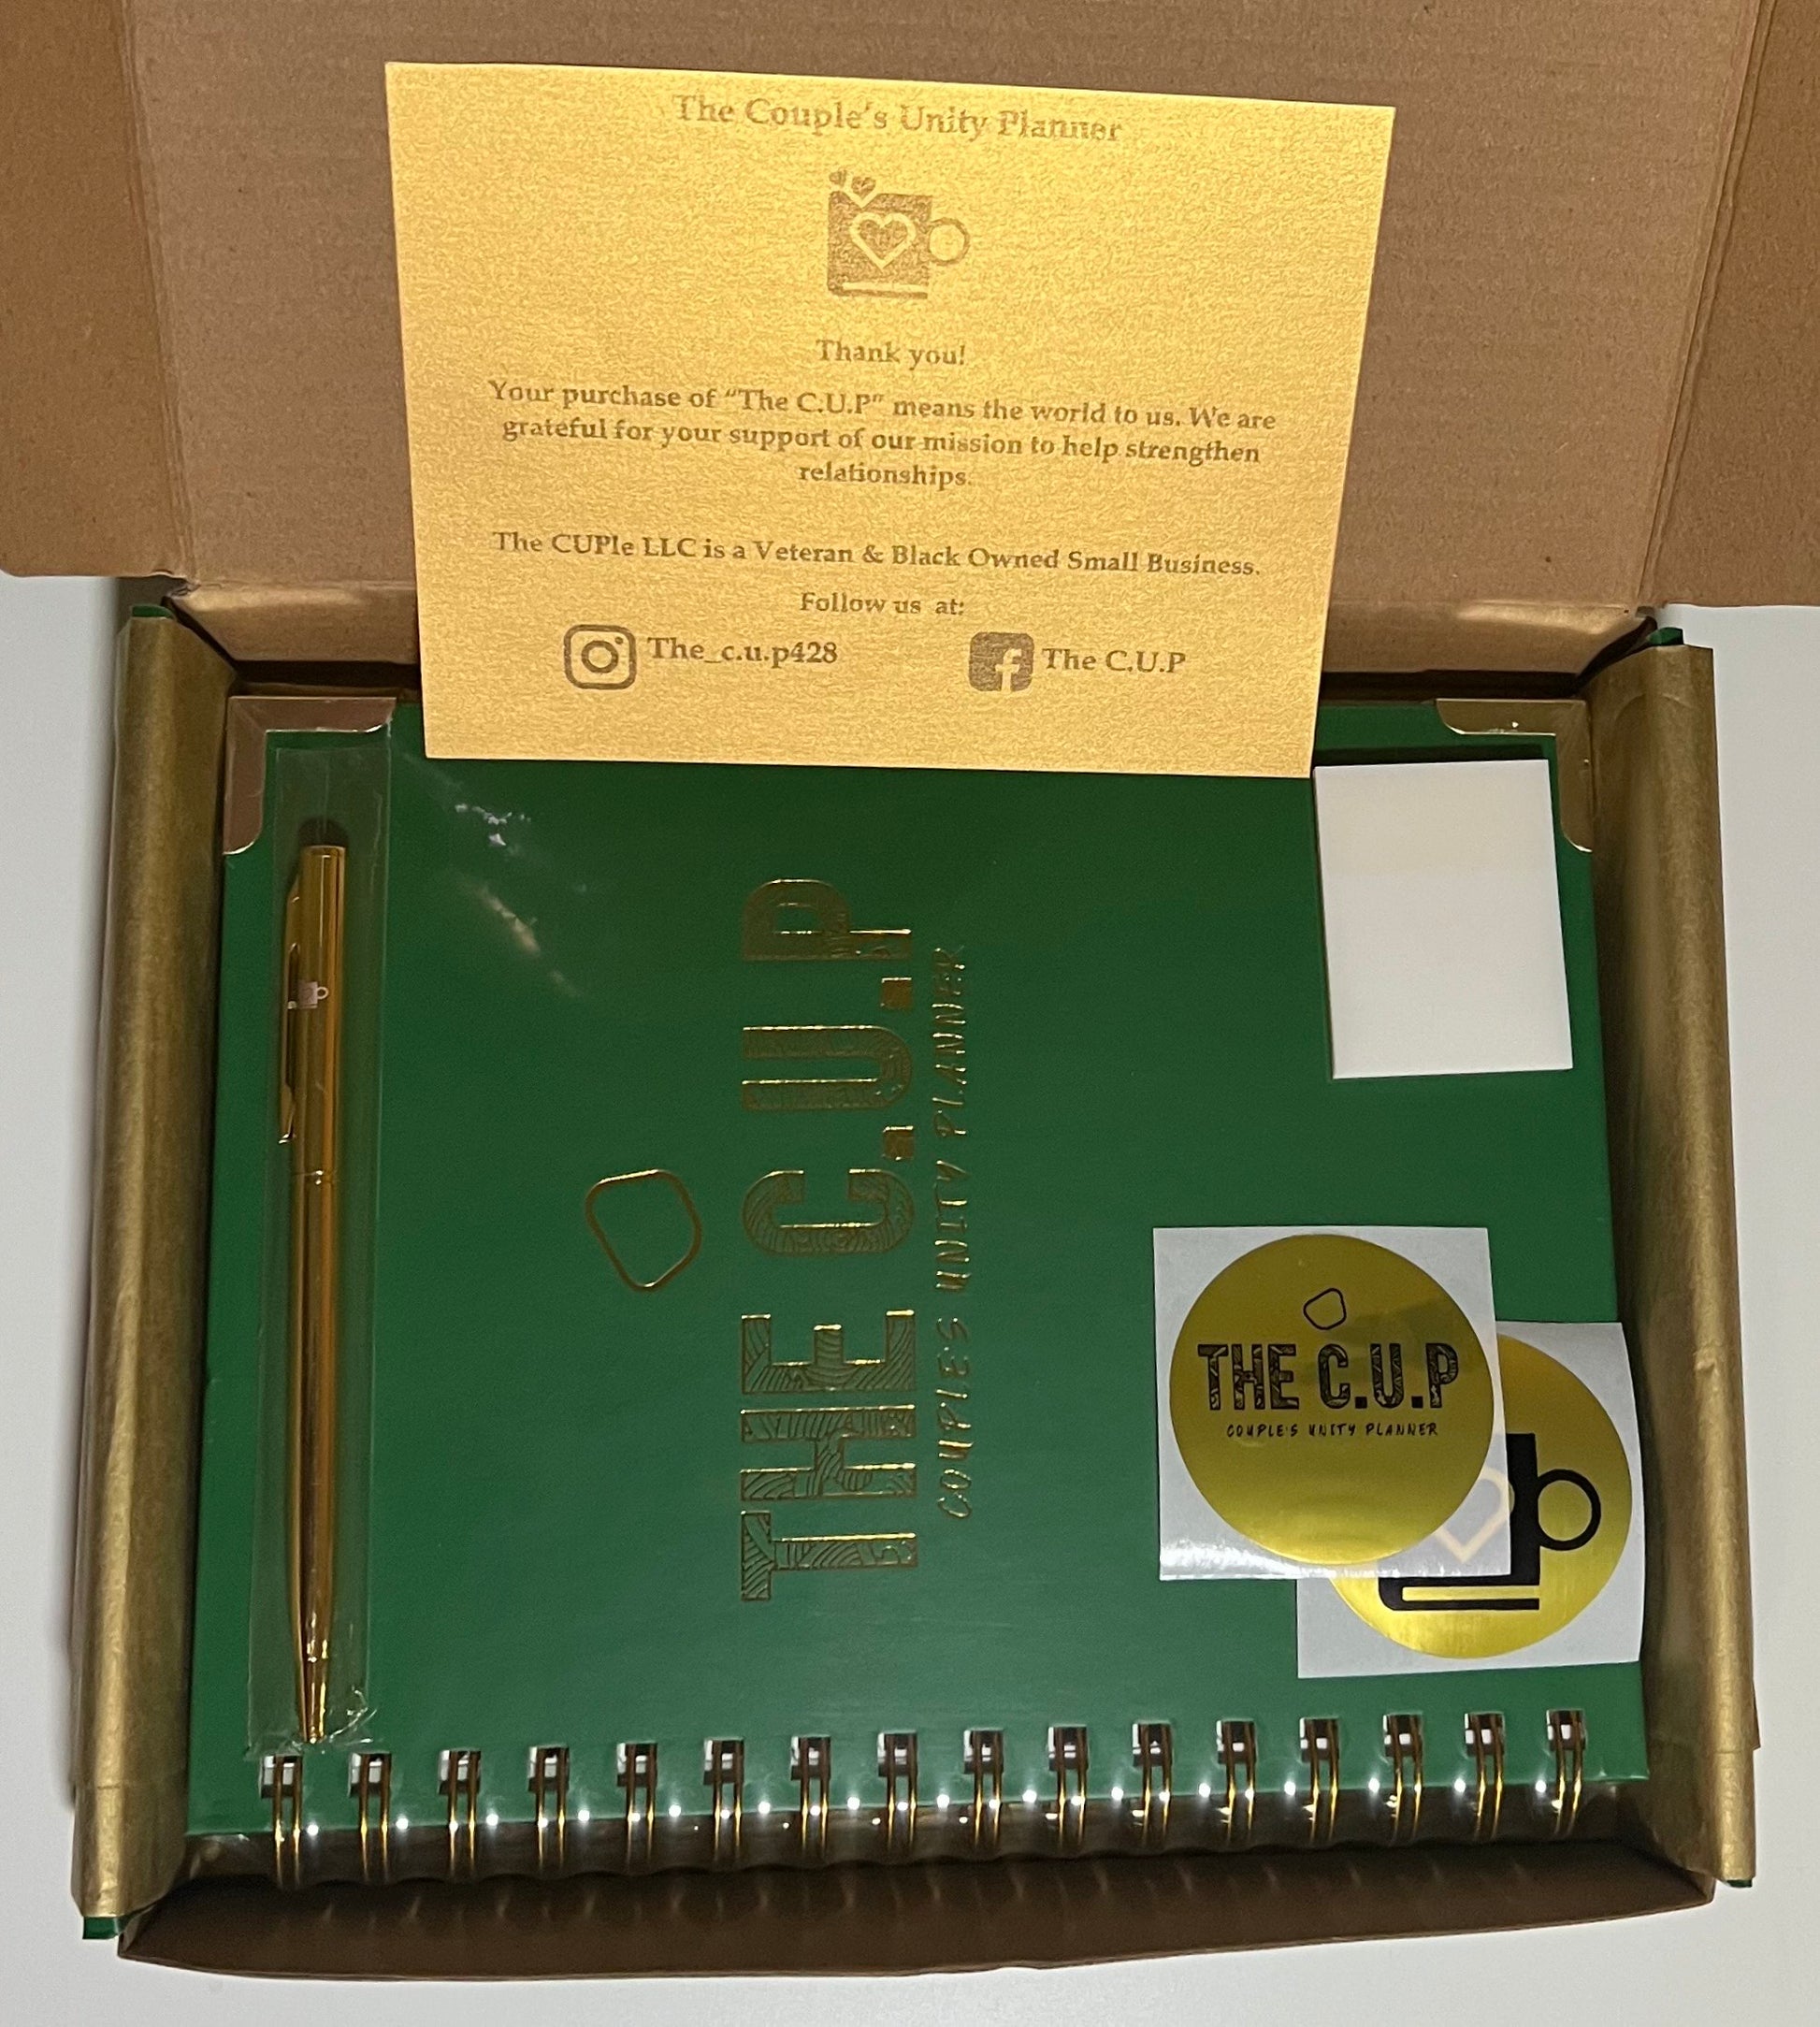 The Couple's Unity Planner
Thank you!
Your purchase of "The C.U.P" means the world to us. We are
grateful for your support of our mission to help strengthen
relationships.
The CUPle LLC is a Veteran & Black Owned Small Business.
Follow us at:
The_c.u.p428
The C.U.P
THE C.U.P
COUPLE'S UNITY PLANNER
THE C.U.P
COUPLE'S UNITY PLANNER